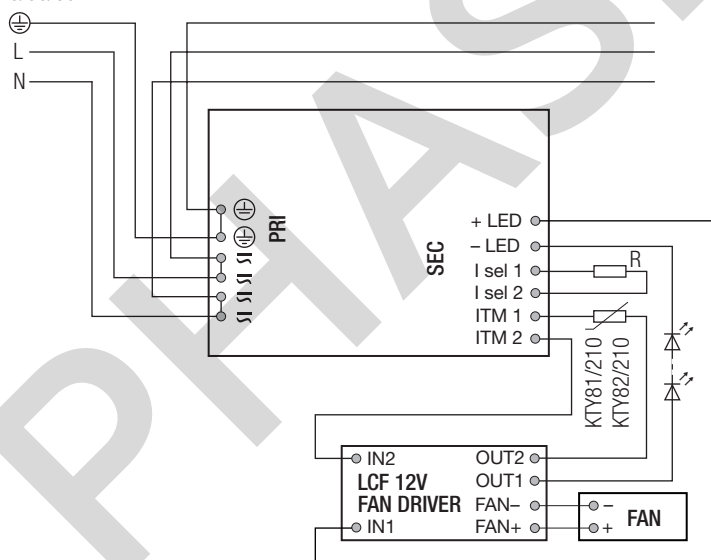 L
N
PRI
SEC
+ LED
– LED
I sel 1
I sel 2
ITM 1
ITM 2
R
KTY81/210
KTY82/210
IN2
OUT2
LCF 12V
OUT1
FAN DRIVER
FAN–
–
FAN
IN1
FAN+
+
PHASE